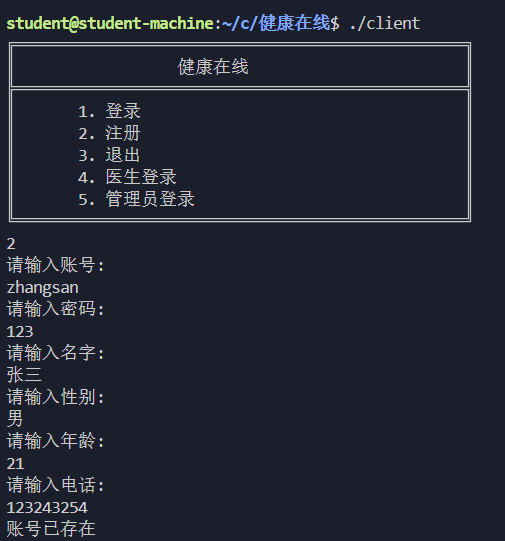 student@student-machine:~/c/健康在线$ ./client
健康在线
1. 登录
2. 注册
3. 退出
4. 医生登录
5. 管理员登录
2
请输入账号:
zhangsan
请输入密码:
123
请输入名字:
张三
请输入性别:
男
请输入年龄:
21
请输入电话:
123243254
账号已存在